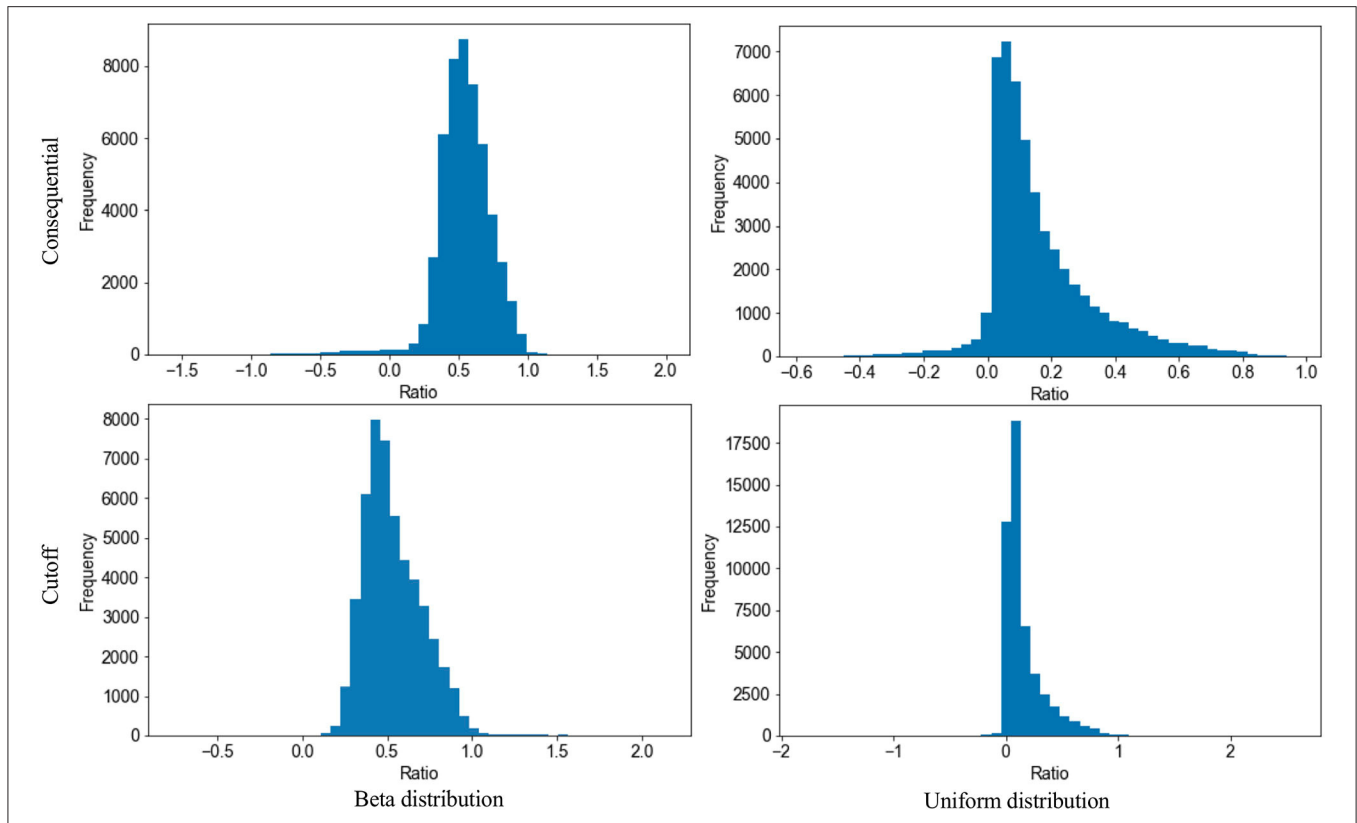 Consequential
Frequency
8000
6000
4000
2000
0
−1.5 −1.0 −0.5 0.0 0.5 1.0 1.5 2.0
Ratio
Frequency
7000
6000
5000
4000
3000
2000
1000
0
−0.6 −0.4 −0.2 0.0 0.2 0.4 0.6 0.8 1.0
Ratio
Cutoff
Frequency
8000
7000
6000
5000
4000
3000
2000
1000
0
−0.5 0.0 0.5 1.0 1.5 2.0
Ratio
Beta distribution
Frequency
17500
15000
12500
10000
7500
5000
2500
0
−2 −1 0 1 2
Ratio
Uniform distribution